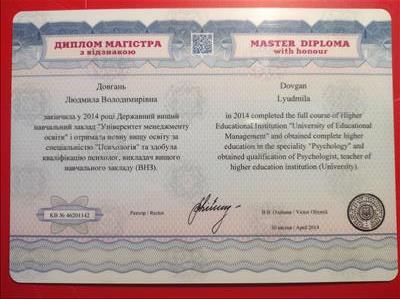 ДИПЛОМ МАГІСТРА
з відзнакою
Довгань
Людмила Володимирівна
закінчила у 2014 році Державний вищий
навчальний заклад "Університет менеджменту
освіти" і отримала повну вищу освіту за
спеціальністю "Психологія" та здобула
кваліфікацію психолог, викладач вищого
навчального закладу (ВНЗ).
КВ № 46201142
Ректор / Rector
MASTER DIPLOMA
with honour
Dovgan
Lyudmila
in 2014 completed the full course of Higher
Educational Institution "University of Educational
Management" and obtained complete higher
education in the speciality "Psychology" and
obtained qualification of Psychologist, teacher of
higher education institution (University).
В.В. Олійник / Victor Oliynik
30 квітня / April 2014